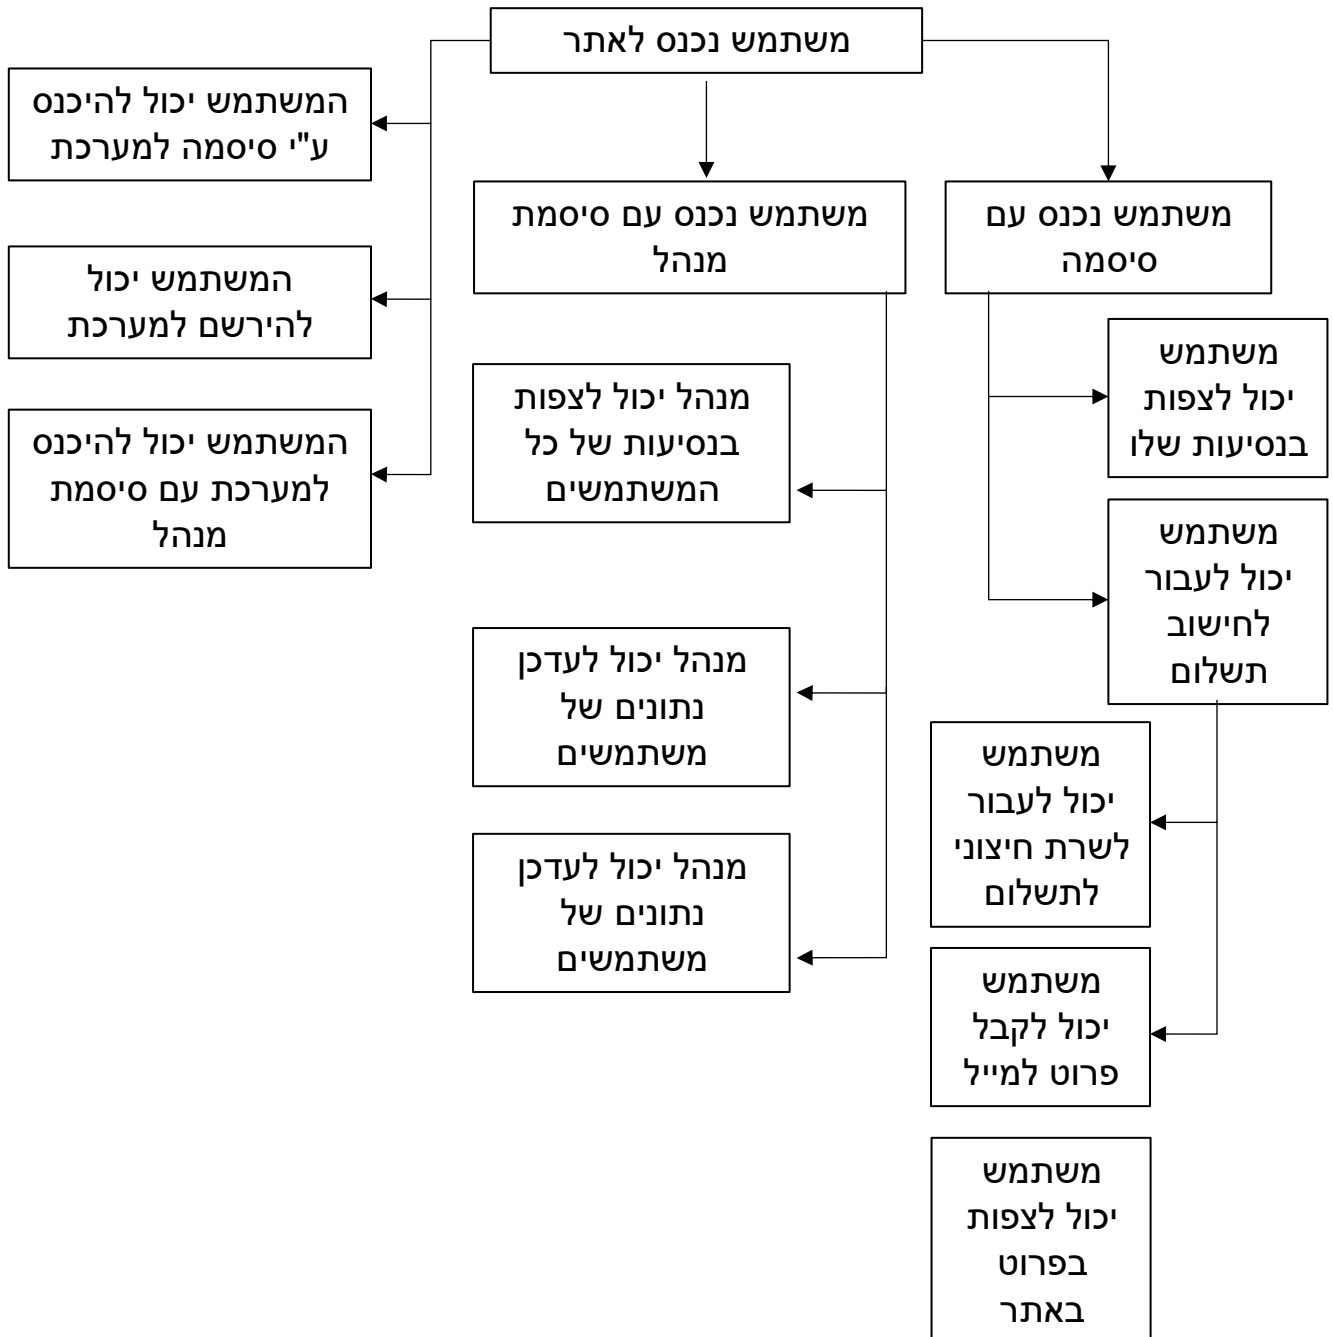 משתמש נכנס לאתר
המשתמש יכול להיכנס
ע"י סיסמה למערכת
המשתמש יכול
להירשם למערכת
המשתמש יכול להיכנס
למערכת עם סיסמת
מנהל
משתמש נכנס עם סיסמת
מנהל
מנהל יכול לצפות
בנסיעות של כל
המשתמשים
מנהל יכול לעדכן
נתונים של
משתמשים
מנהל יכול לעדכן
נתונים של
משתמשים
משתמש נכנס עם
סיסמה
משתמש
יכול לצפות
בנסיעות שלו
משתמש
יכול לעבור
לחישוב
תשלום
משתמש
יכול לעבור
לשרת חיצוני
לתשלום
משתמש
יכול לקבל
פרוט למייל
משתמש
יכול לצפות
בפרוט
באתר